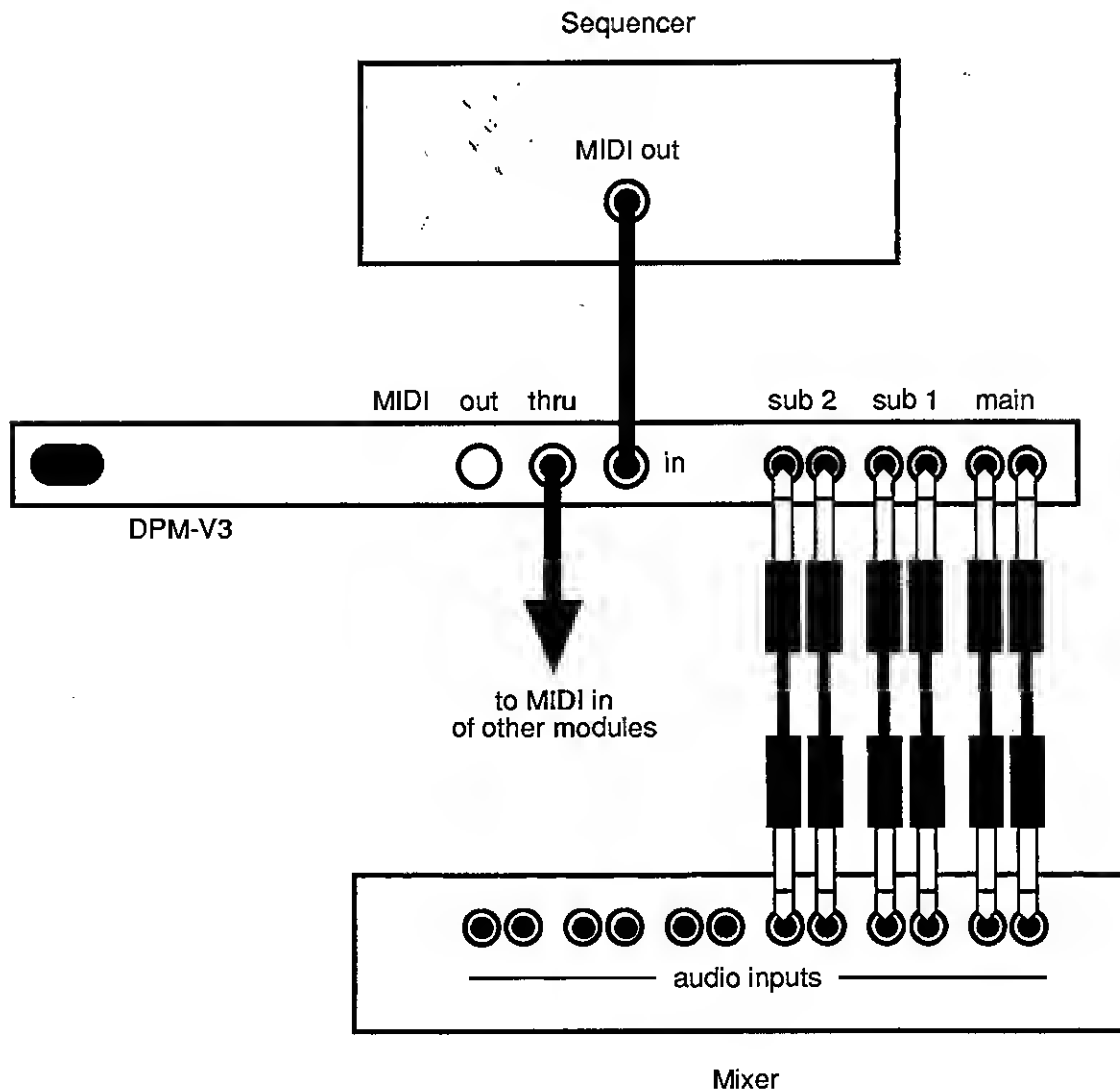 Sequencer
MIDI out
MIDI out thru
sub 2 sub 1 main
in
DPM-V3
to MIDI in
of other modules
audio inputs
Mixer